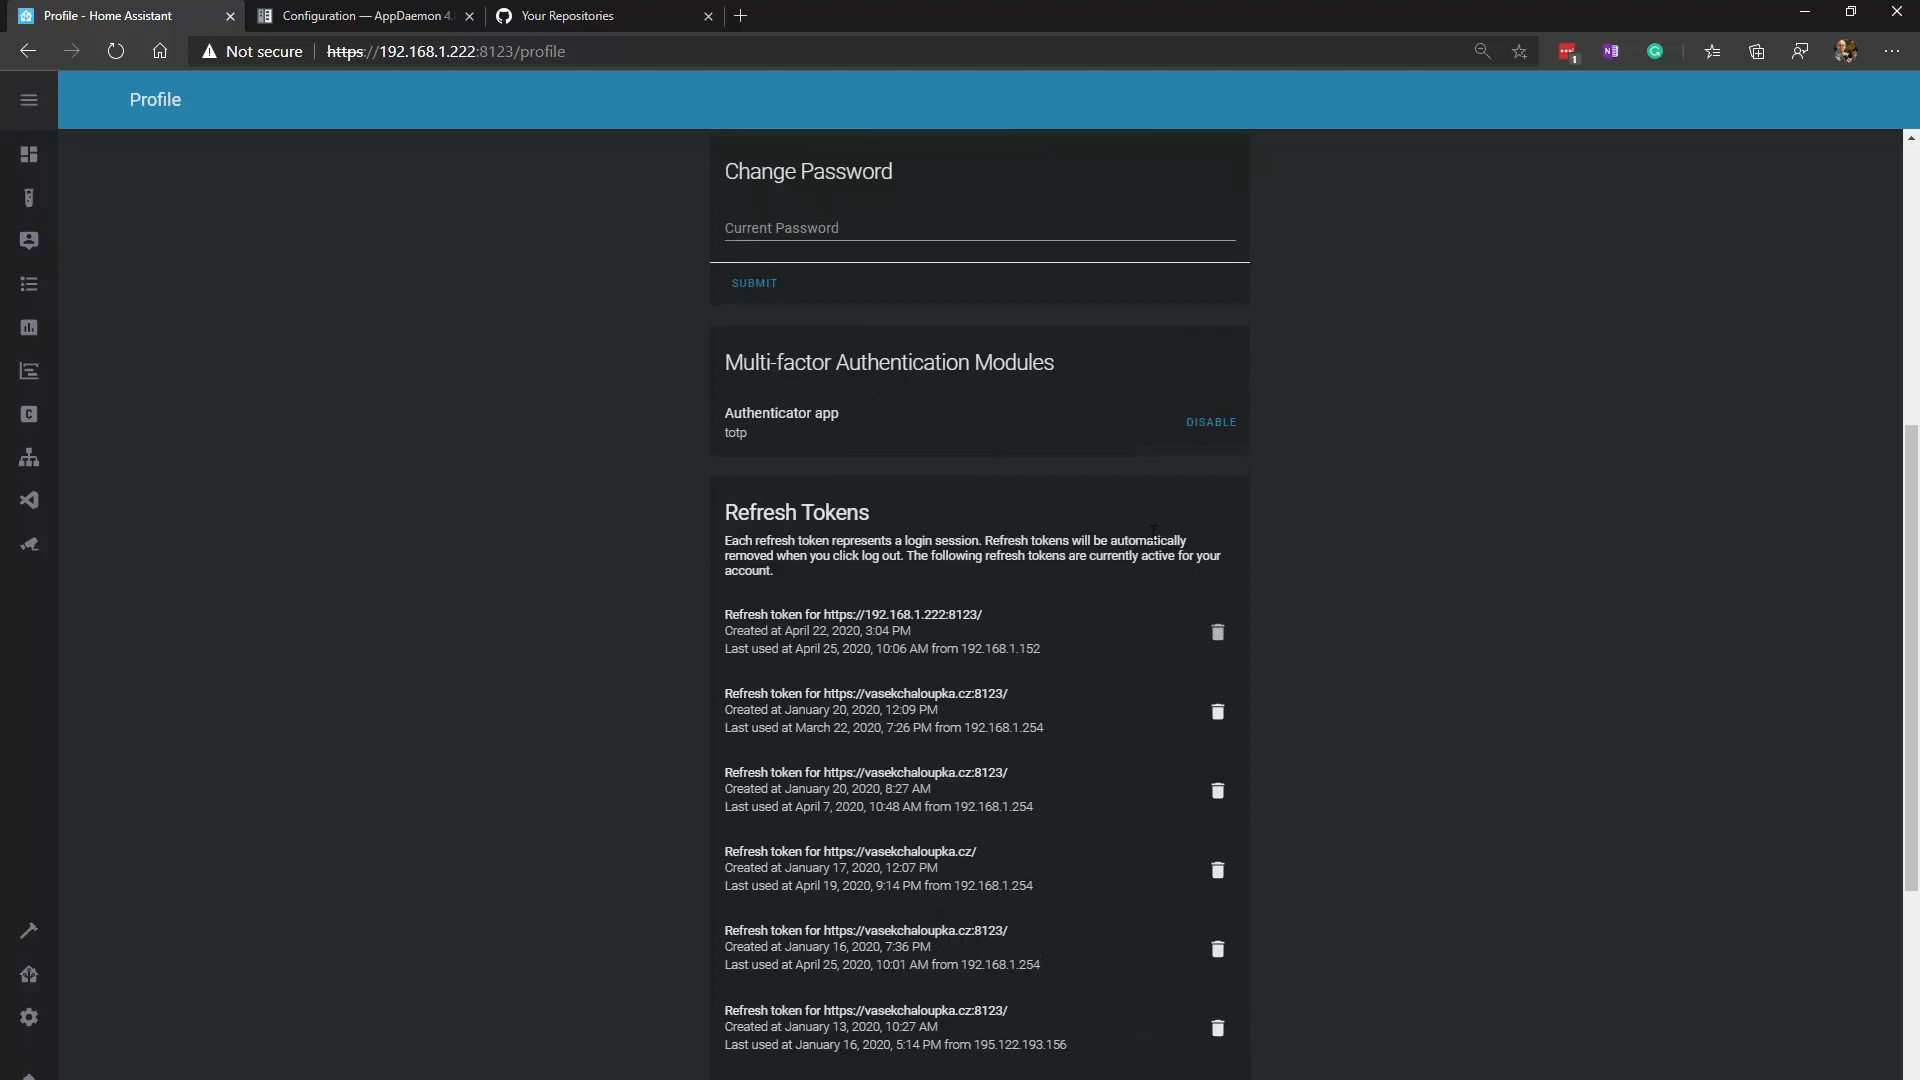 Profile - Home Assistant
Configuration — AppDaemon 4.
Your Repositories
Not secure
https://192.168.1.222:8123/profile
1
Profile
Change Password
Current Password
SUBMIT
Multi-factor Authentication Modules
Authenticator app
totp
DISABLE
Refresh Tokens
Each refresh token represents a login session. Refresh tokens will be automatically
removed when you click log out. The following refresh tokens are currently active for your
account.
Refresh token for https://192.168.1.222:8123/
Created at April 22, 2020, 3:04 PM
Last used at April 25, 2020, 10:06 AM from 192.168.1.152
Refresh token for https://vasekchaloupka.cz:8123/
Created at January 20, 2020, 12:09 PM
Last used at March 22, 2020, 7:26 PM from 192.168.1.254
Refresh token for https://vasekchaloupka.cz:8123/
Created at January 20, 2020, 8:27 AM
Last used at April 7, 2020, 10:48 AM from 192.168.1.254
Refresh token for https://vasekchaloupka.cz/
Created at January 17, 2020, 12:07 PM
Last used at April 19, 2020, 9:14 PM from 192.168.1.254
Refresh token for https://vasekchaloupka.cz:8123/
Created at January 16, 2020, 7:36 PM
Last used at April 25, 2020, 10:01 AM from 192.168.1.254
Refresh token for https://vasekchaloupka.cz:8123/
Created at January 13, 2020, 10:27 AM
Last used at January 16, 2020, 5:14 PM from 195.122.193.156